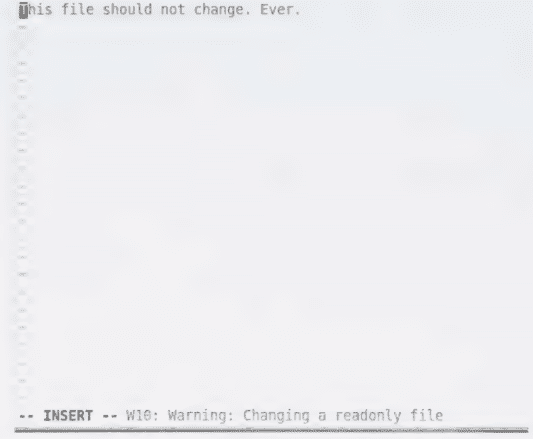 This file should not change. Ever.
-- INSERT -- W10: Warning: Changing a readonly file